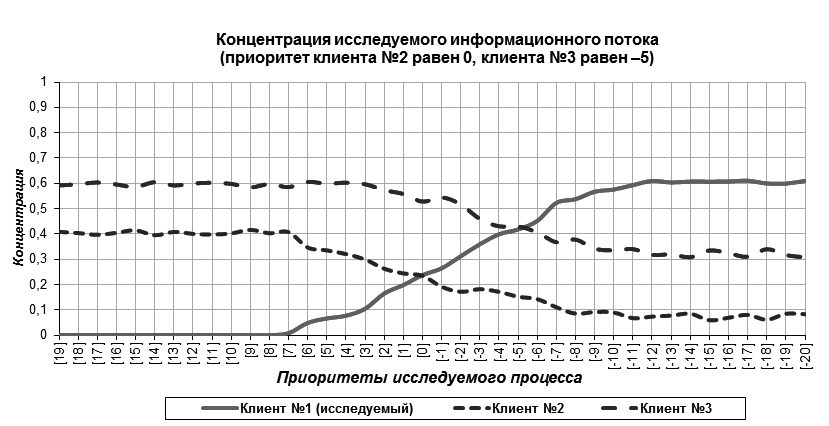 Концентрация исследуемого информационного потока
(приоритет клиента №2 равен 0, клиента №3 равен –5)
Концентрация
1
0,9
0,8
0,7
0,6
0,5
0,4
0,3
0,2
0,1
0
[19] [18] [17] [16] [15] [14] [13] [12] [11] [10] [9] [8] [7] [6] [5] [4] [3] [2] [1] [0] [-1] [-2] [-3] [-4] [-5] [-6] [-7] [-8] [-9] [-10] [-11] [-12] [-13] [-14] [-15] [-16] [-17] [-18] [-19] [-20]
Приоритеты исследуемого процесса
Клиент №1 (исследуемый) Клиент №2 Клиент №3